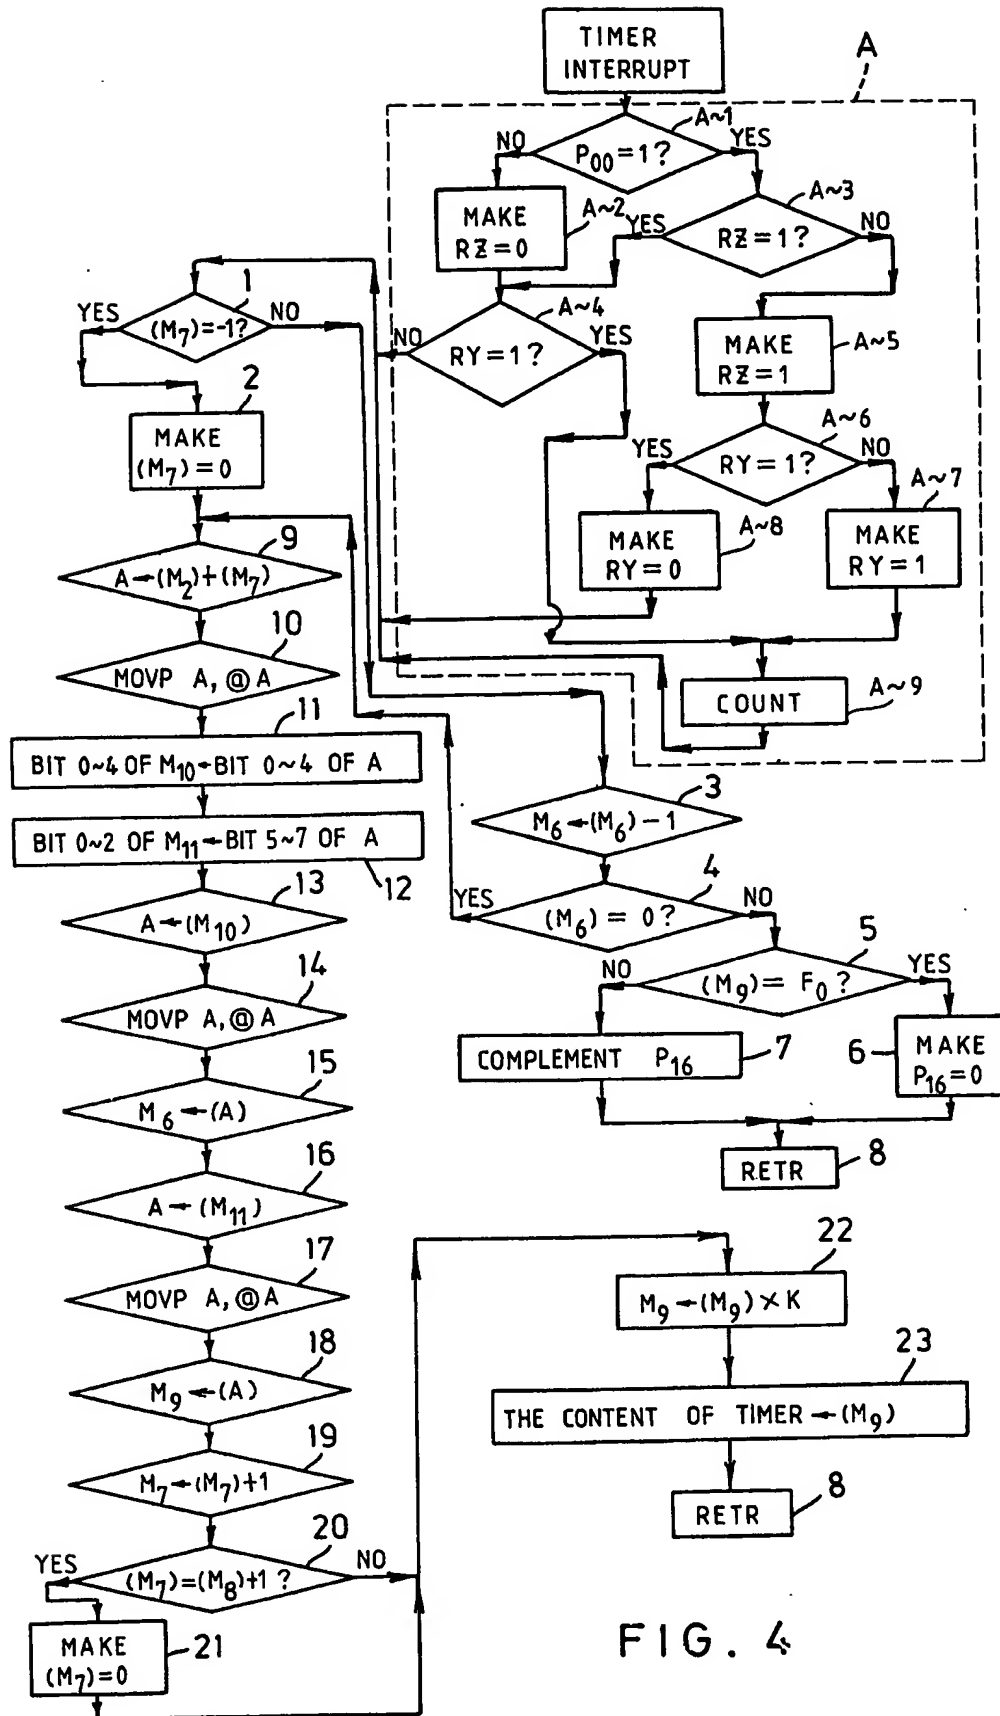 TIMER
INTERRUPT
A
A~1
P00=1?
NO
YES
A~2
MAKE
RZ=0
A~3
RZ=1?
YES
NO
A~4
RY=1?
NO
YES
A~5
MAKE
RZ=1
A~6
RY=1?
YES
NO
A~7
MAKE
RY=1
A~8
MAKE
RY=0
A~9
COUNT
1
(M7)=-1?
YES
NO
2
MAKE
(M7)=0
9
A←(M2)+(M7)
10
MOVP A,@A
11
BIT 0~4 OF M10←BIT 0~4 OF A
BIT 0~2 OF M11←BIT 5~7 OF A
12
13
A←(M10)
14
MOVP A,@A
15
M6←(A)
16
A←(M11)
17
MOVP A,@A
18
M9←(A)
19
M7←(M7)+1
20
(M7)=(M8)+1 ?
YES
NO
MAKE
(M7)=0
21
3
M6←(M6)-1
4
(M6) = 0?
YES
NO
5
(M9)= F0 ?
NO
YES
COMPLEMENT P16
7
6
MAKE
P16=0
RETR
8
22
M9←(M9)×K
23
THE CONTENT OF TIMER←(M9)
RETR
8
FIG. 4